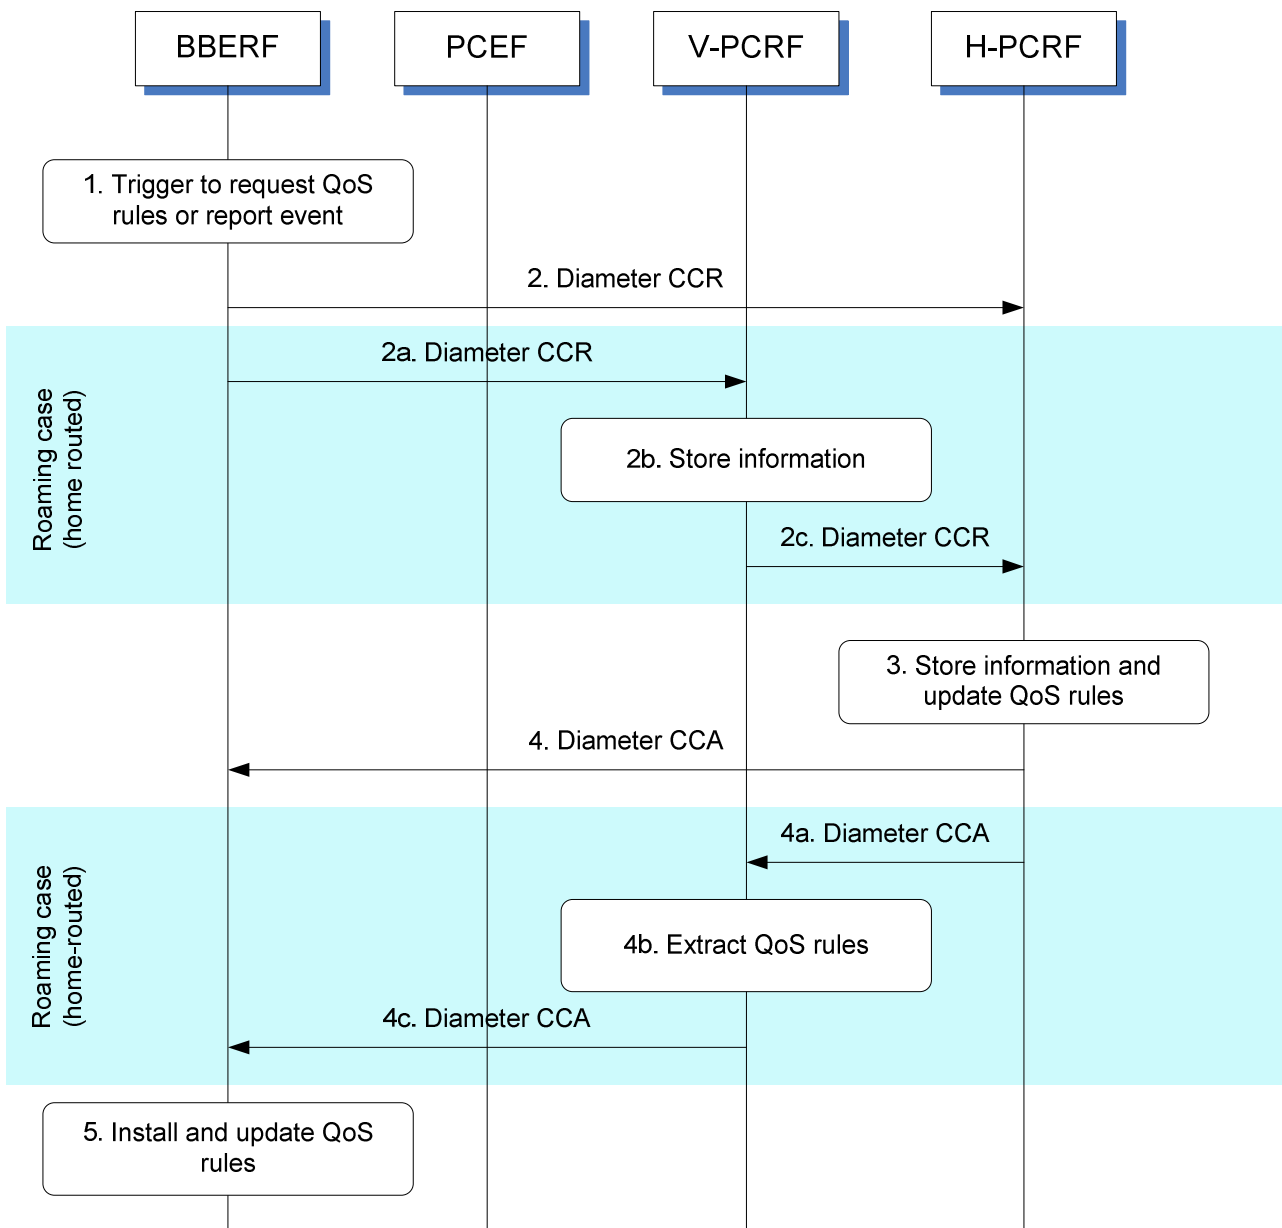 BBERF
PCEF
V-PCRF
H-PCRF
1. Trigger to request QoS
rules or report event
2. Diameter CCR
Roaming case
(home routed)
2a. Diameter CCR
2b. Store information
2c. Diameter CCR
3. Store information and
update QoS rules
4. Diameter CCA
Roaming case
(home-routed)
4a. Diameter CCA
4b. Extract QoS rules
4c. Diameter CCA
5. Install and update QoS
rules